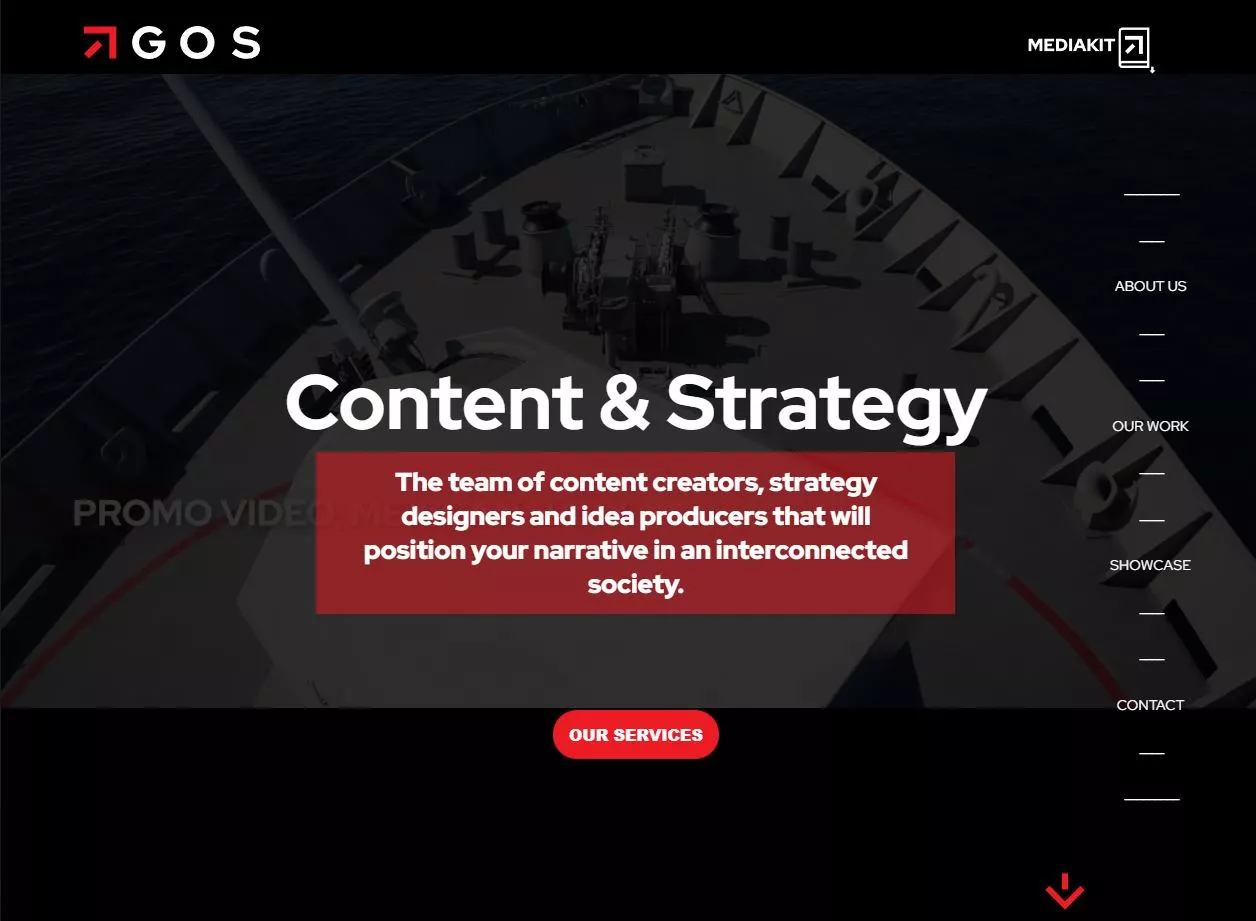 GOS
MEDIAKIT
ABOUT US
Content & Strategy
OUR WORK
The team of content creators, strategy
PROMO VIDEO,
designers and idea producers that will
position your narrative in an interconnected
SHOWCASE
society.
CONTACT
OUR SERVICES